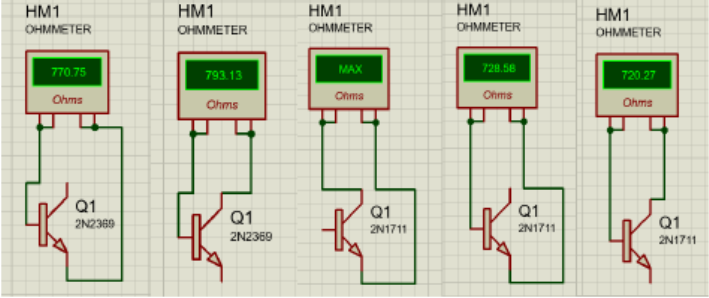 HM1
OHMMETER
770.75
Ohms
Q1
2N2369
HM1
OHMMETER
793.13
Ohms
Q1
2N2369
HM1
OHMMETER
MAX
Ohms
Q1
2N1711
HM1
OHMMETER
728.56
Ohms
Q1
2N1711
HM1
OHMMETER
720.27
Ohms
Q1
2N1711